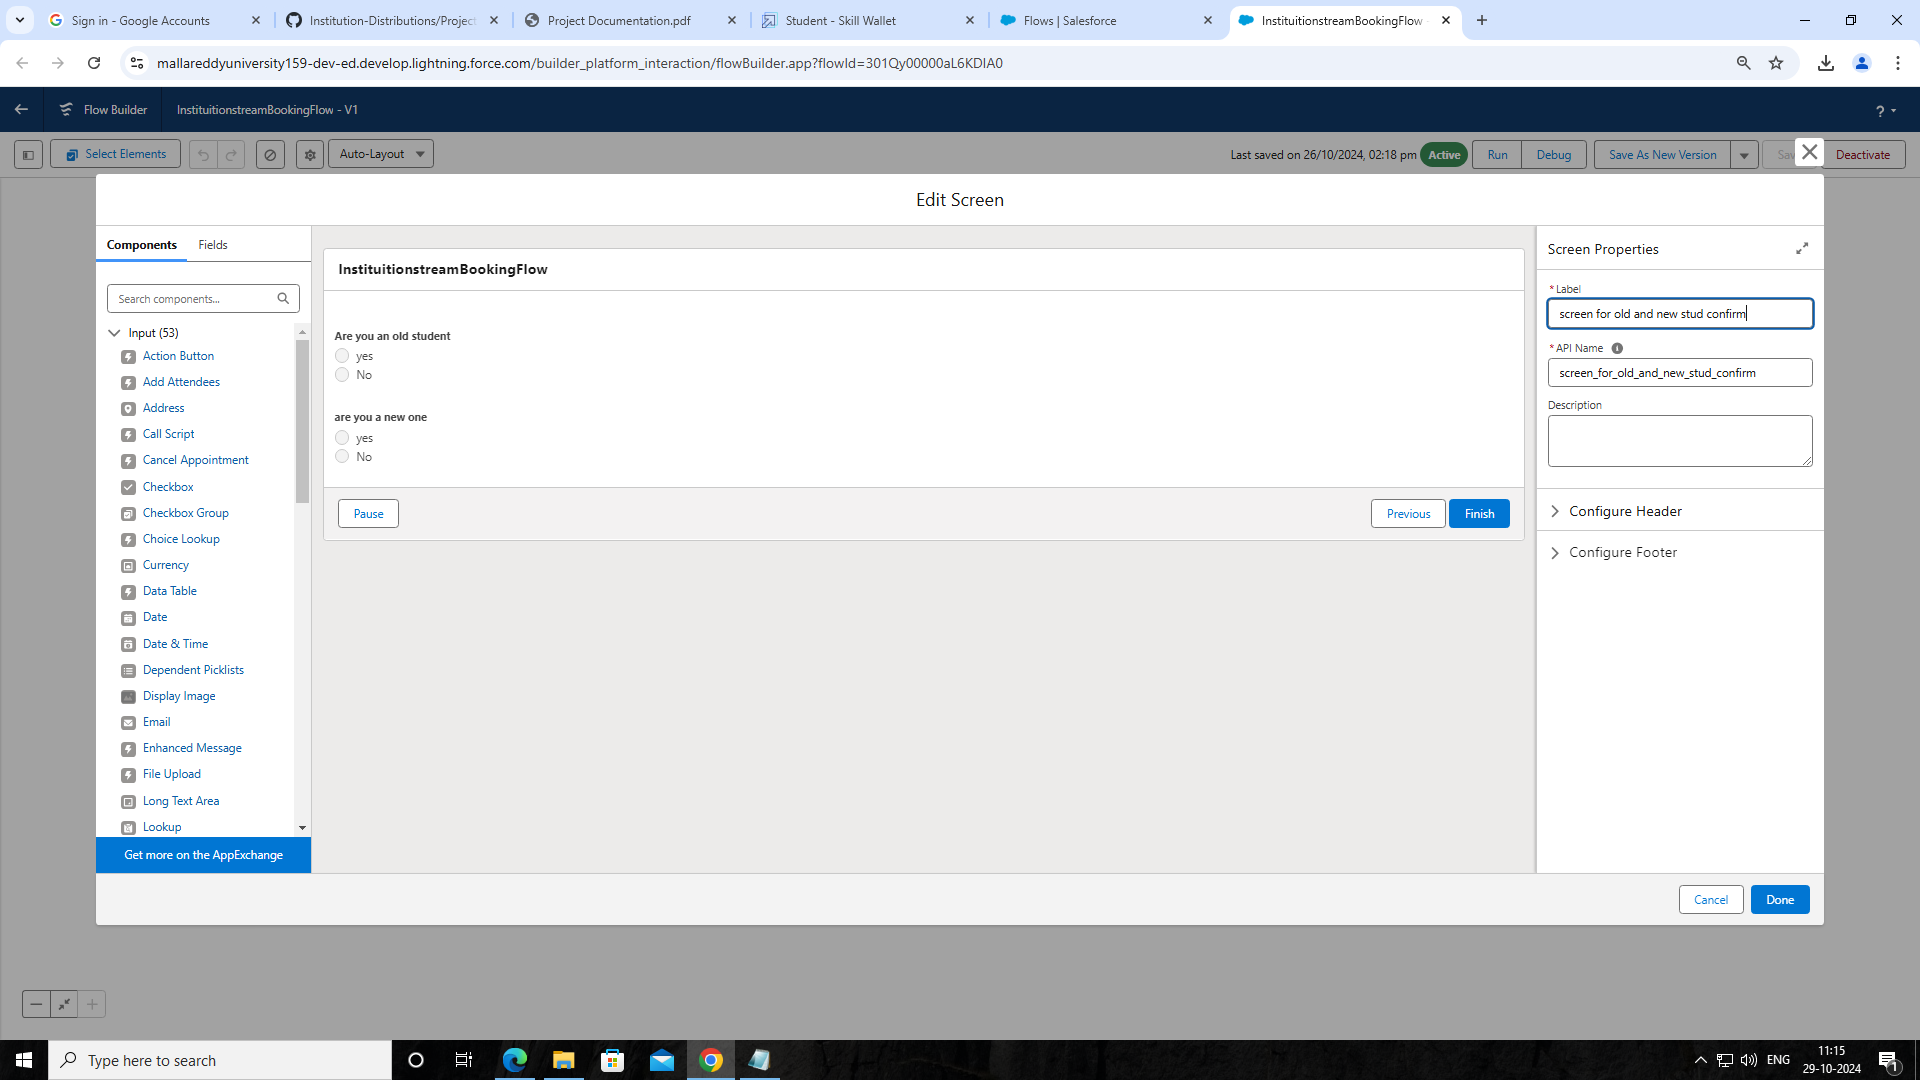 Sign in - Google Accounts
Institution-Distributions/Project
Project Documentation.pdf
Student - Skill Wallet
Flows | Salesforce
InstituitionstreamBookingFlow -
mallareddyuniversity159-dev-ed.develop.lightning.force.com/builder_platform_interaction/flowBuilder.app?flowId=301Qy00000aL6KDIA0
Flow Builder
InstituitionstreamBookingFlow - V1
?
Select Elements
Auto-Layout
Last saved on 26/10/2024, 02:18 pm
Active
Run
Debug
Save As New Version
Deactivate
Edit Screen
Components
Fields
Search components...
Input (53)
Action Button
Add Attendees
Address
Call Script
Cancel Appointment
Checkbox
Checkbox Group
Choice Lookup
Currency
Data Table
Date
Date & Time
Dependent Picklists
Display Image
Email
Enhanced Message
File Upload
Long Text Area
Lookup
Get more on the AppExchange
InstituitionstreamBookingFlow
Are you an old student
yes
No
are you a new one
yes
No
Pause
Previous
Finish
Screen Properties
* Label
screen for old and new stud confirm
* API Name
screen_for_old_and_new_stud_confirm
Description
Configure Header
Configure Footer
Cancel
Done
Type here to search
ENG
11:15
29-10-2024
1